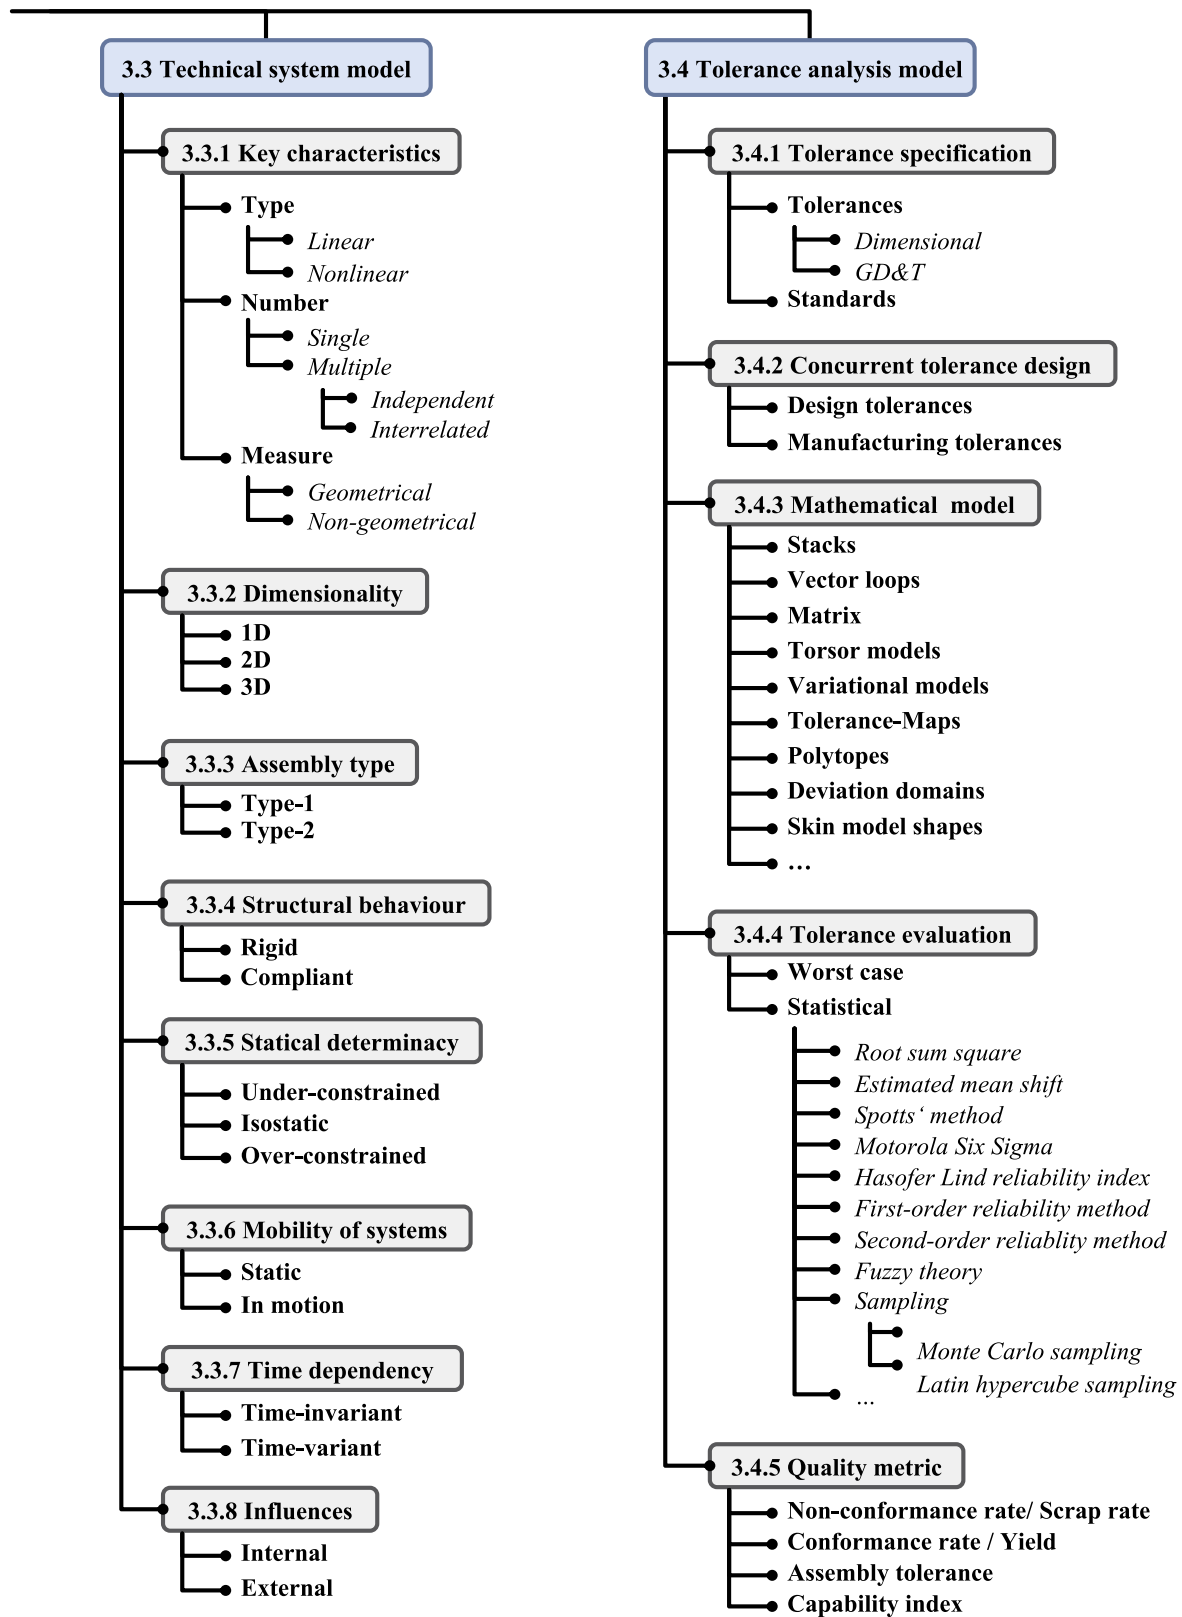 3.3 Technical system model
3.3.1 Key characteristics
Type
Linear
Nonlinear
Number
Single
Multiple
Independent
Interrelated
Measure
Geometrical
Non-geometrical
3.3.2 Dimensionality
1D
2D
3D
3.3.3 Assembly type
Type-1
Type-2
3.3.4 Structural behaviour
Rigid
Compliant
3.3.5 Statical determinacy
Under-constrained
Isostatic
Over-constrained
3.3.6 Mobility of systems
Static
In motion
3.3.7 Time dependency
Time-invariant
Time-variant
3.3.8 Influences
Internal
External
3.4 Tolerance analysis model
3.4.1 Tolerance specification
Tolerances
Dimensional
GD&T
Standards
3.4.2 Concurrent tolerance design
Design tolerances
Manufacturing tolerances
3.4.3 Mathematical  model
Stacks
Vector loops
Matrix
Torsor models
Variational models
Tolerance-Maps
Polytopes
Deviation domains
Skin model shapes
…
3.4.4 Tolerance evaluation
Worst case
Statistical
Root sum square
Estimated mean shift
Spotts‘ method
Motorola Six Sigma
Hasofer Lind reliability index
First-order reliability method
Second-order reliablity method
Fuzzy theory
Sampling
Monte Carlo sampling
Latin hypercube sampling
…
3.4.5 Quality metric
Non-conformance rate/ Scrap rate
Conformance rate / Yield
Assembly tolerance
Capability index